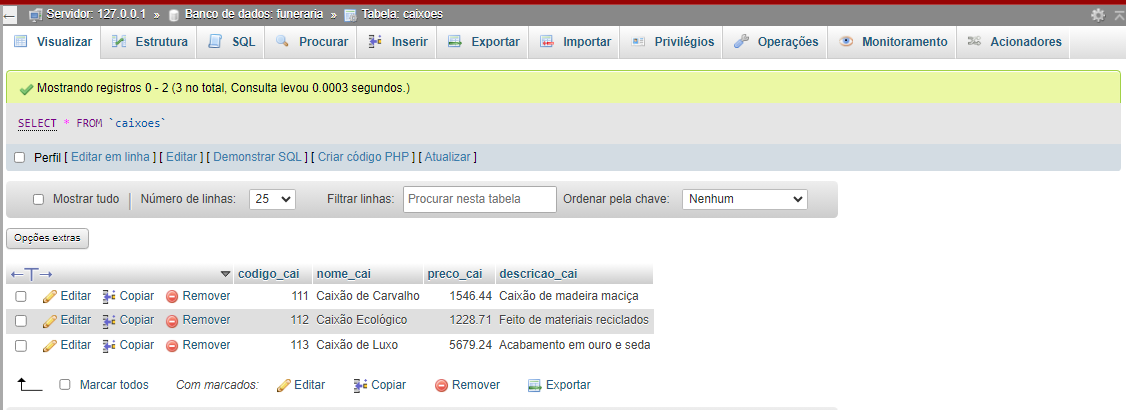 Servidor: 127.0.0.1 » Banco de dados: funeraria » Tabela: caixoes
Visualizar Estrutura SQL Procurar Inserir Exportar Importar Privilégios Operações Monitoramento Acionadores
Mostrando registros 0 - 2 (3 no total, Consulta levou 0.0003 segundos.)
SELECT * FROM `caixoes`
Perfil [ Editar em linha ] [ Editar ] [ Demonstrar SQL ] [ Criar código PHP ] [ Atualizar ]
Mostrar tudo Número de linhas: 25 Filtrar linhas: Procurar nesta tabela Ordenar pela chave: Nenhum
Opções extras
←T→ codigo_cai nome_cai preco_cai descricao_cai
Editar Copiar Remover 111 Caixão de Carvalho 1546.44 Caixão de madeira maciça
Editar Copiar Remover 112 Caixão Ecológico 1228.71 Feito de materiais reciclados
Editar Copiar Remover 113 Caixão de Luxo 5679.24 Acabamento em ouro e seda
Marcar todos Com marcados: Editar Copiar Remover Exportar